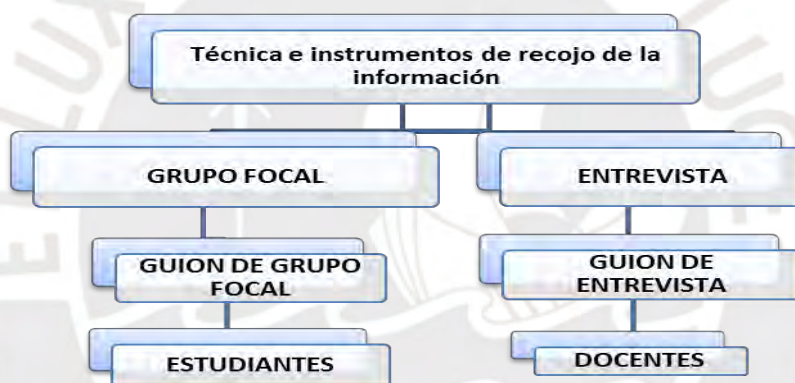 Técnica e instrumentos de recojo de la
información
GRUPO FOCAL
ENTREVISTA
GUION DE GRUPO
FOCAL
GUION DE
ENTREVISTA
ESTUDIANTES
DOCENTES